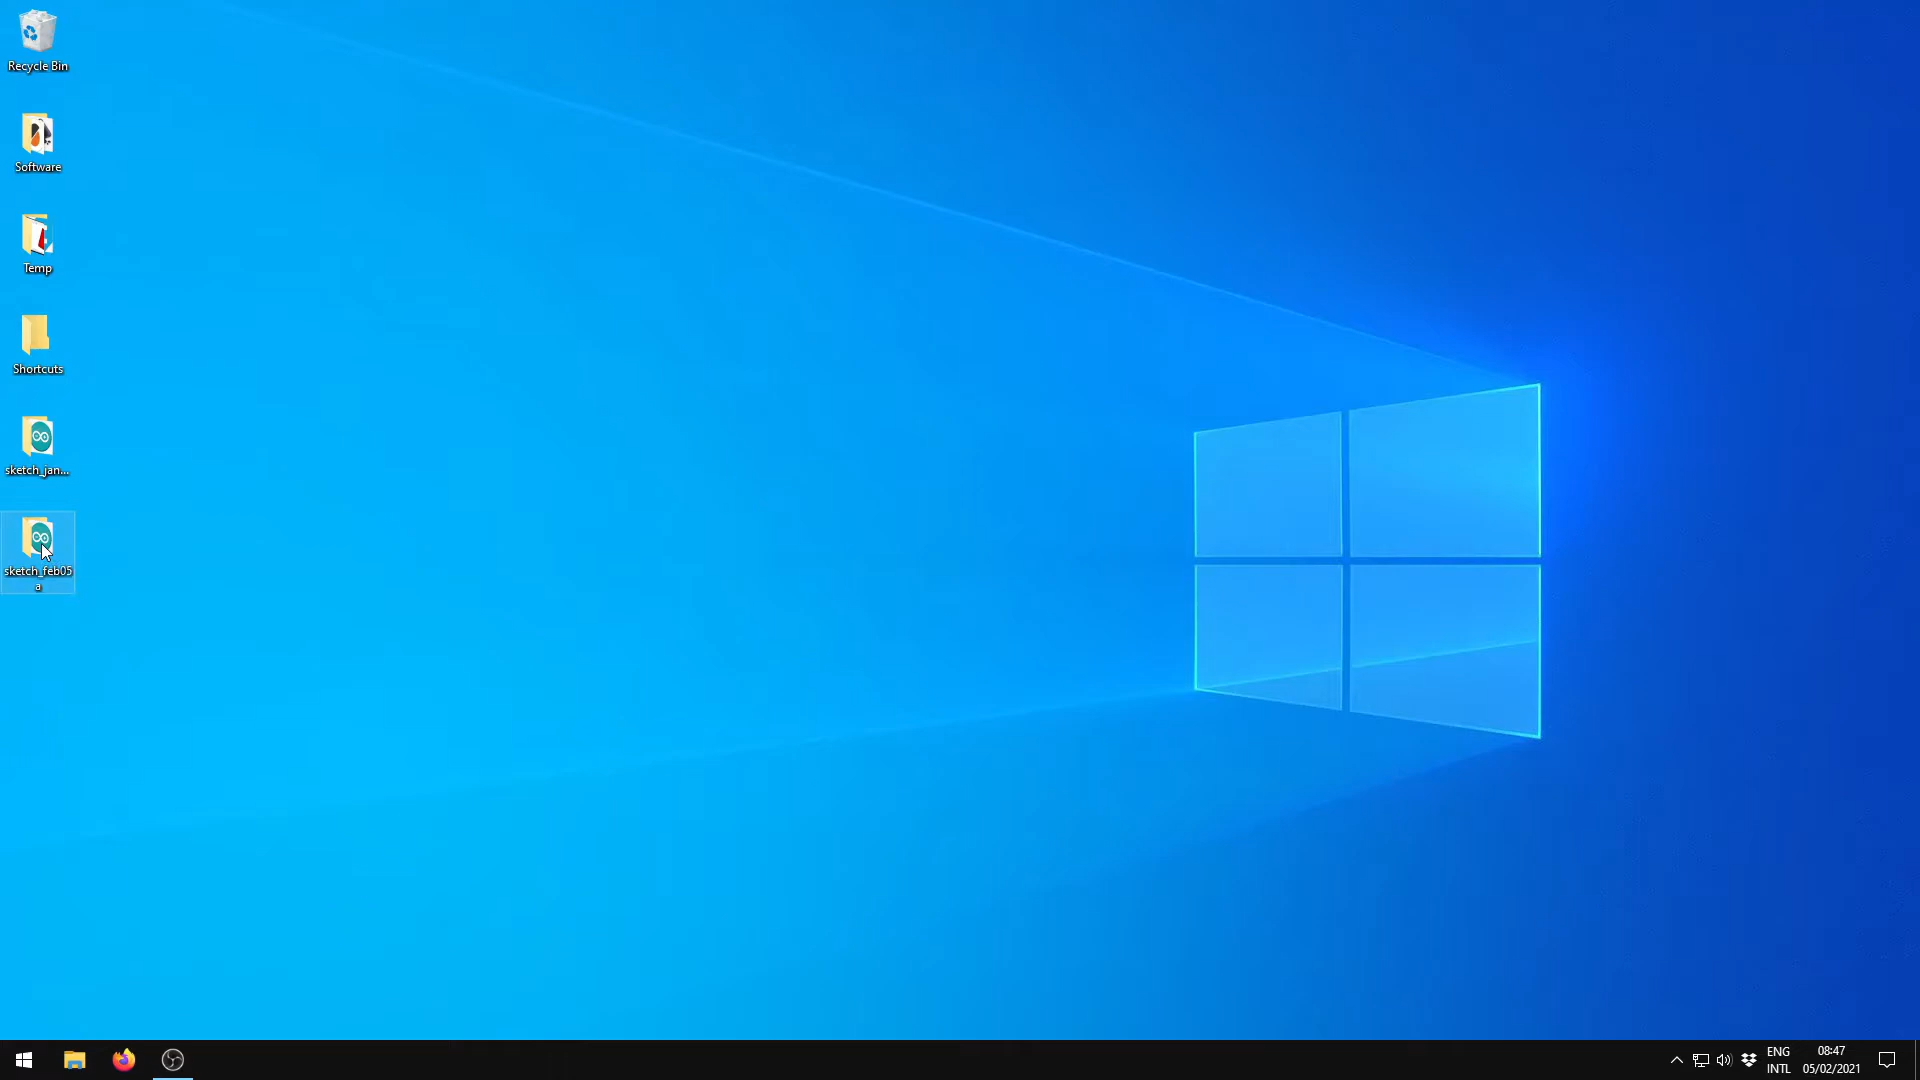 Recycle Bin
Software
Temp
Shortcuts
sketch_jan...
sketch_feb05
a
ENG
INTL
08:47
05/02/2021